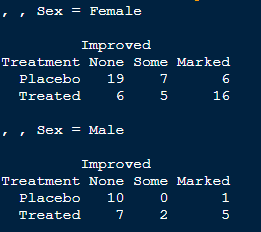 , , Sex = Female
Improved
Treatment None Some Marked
Placebo 19 7 6
Treated 6 5 16
, , Sex = Male
Improved
Treatment None Some Marked
Placebo 10 0 1
Treated 7 2 5